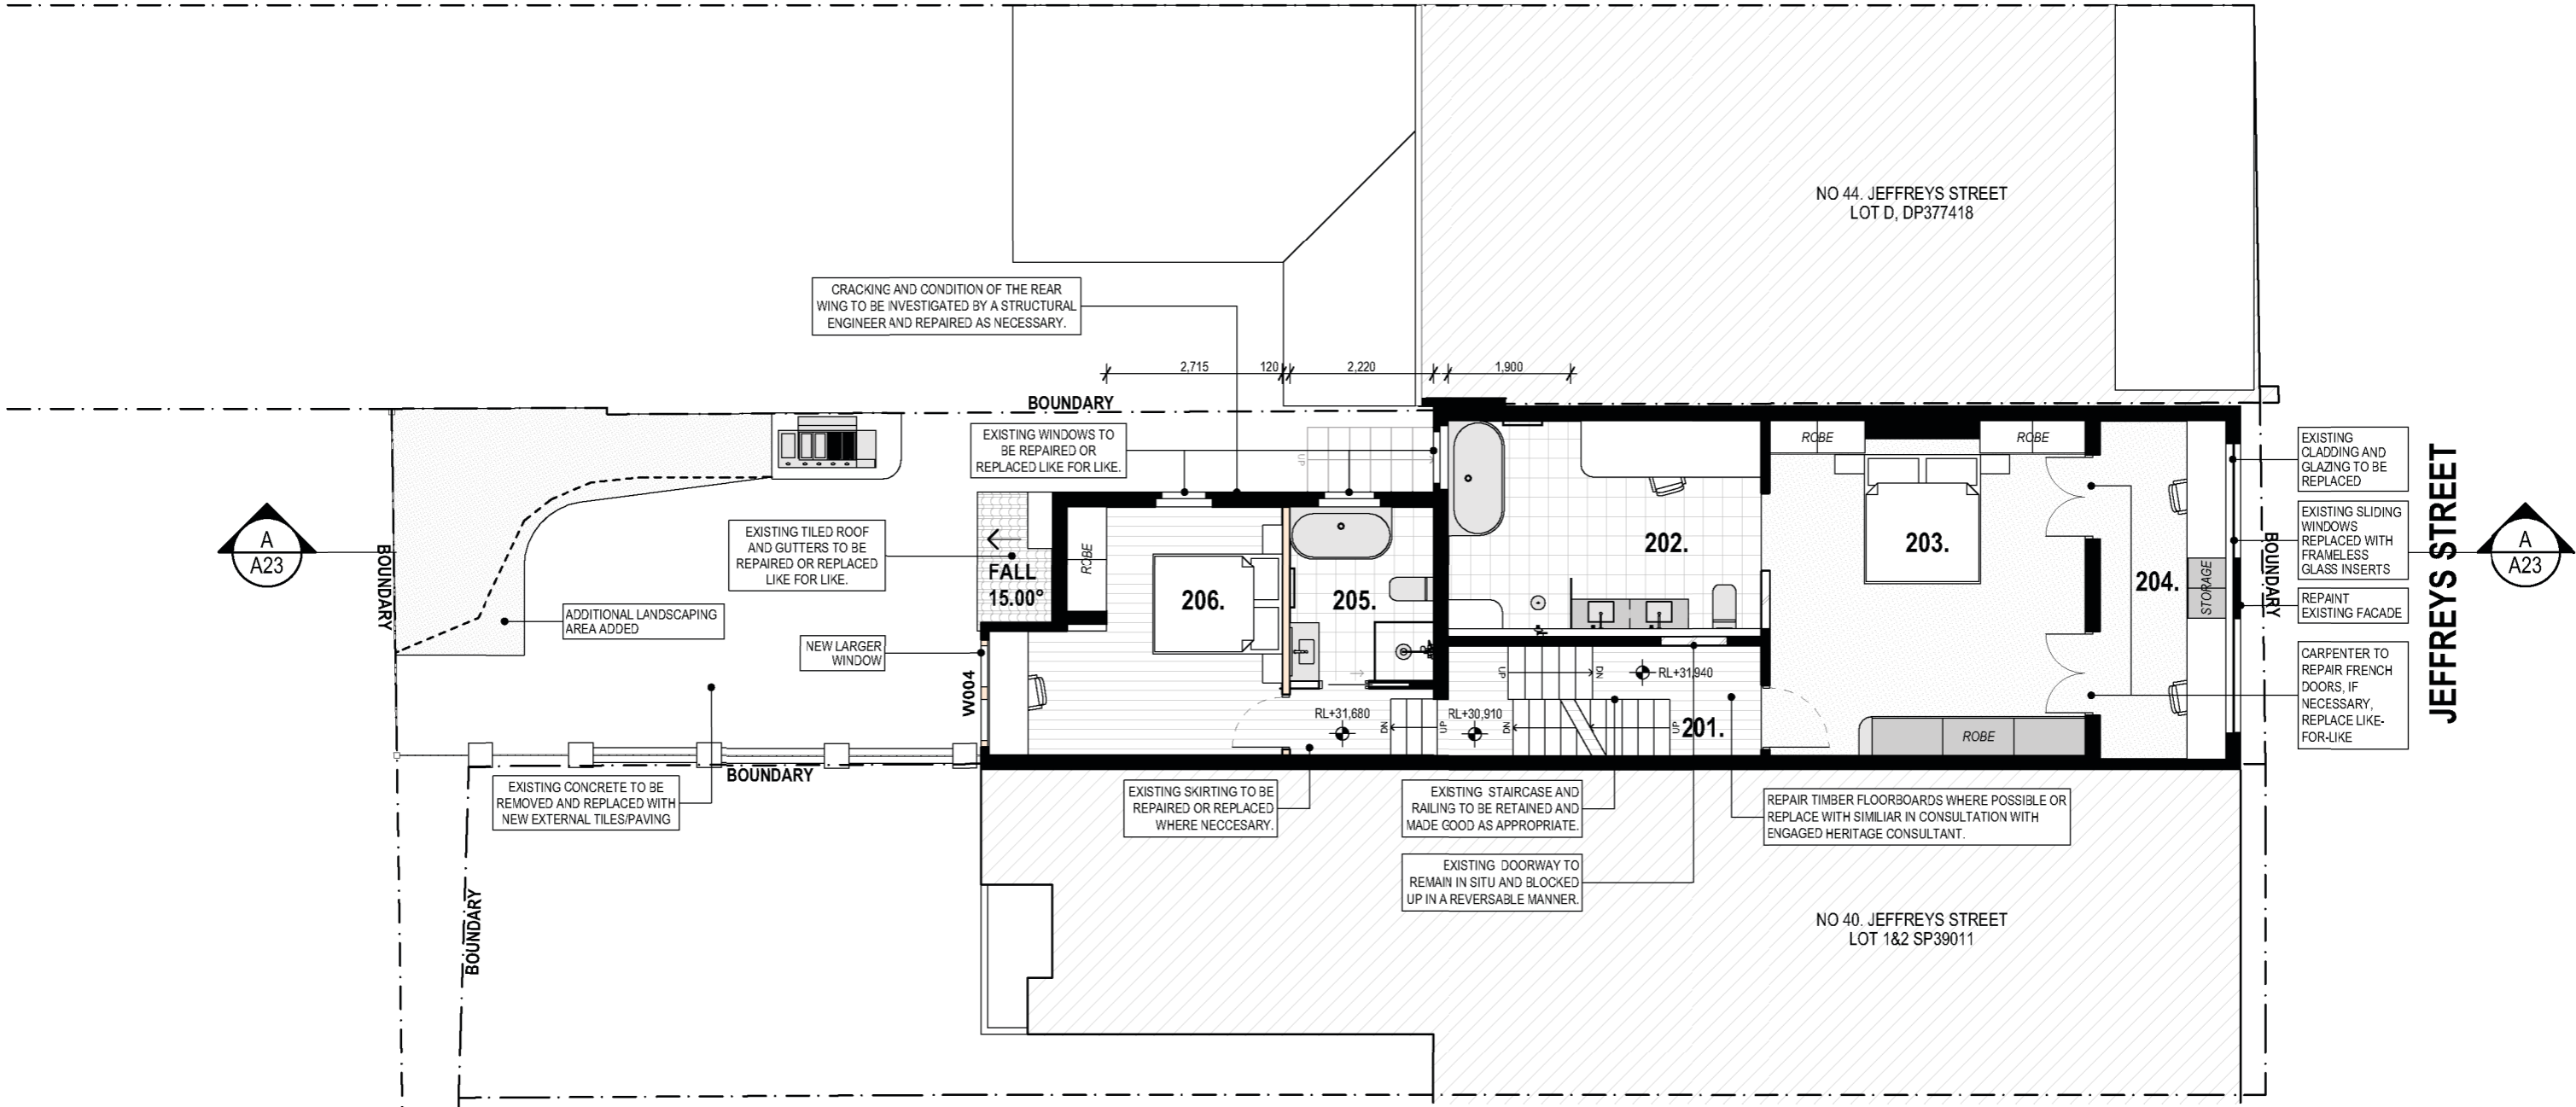 NO 44. JEFFREYS STREET
LOT D, DP377418
CRACKING AND CONDITION OF THE REAR
WING TO BE INVESTIGATED BY A STRUCTURAL
ENGINEER AND REPAIRED AS NECESSARY.
2,715
120
2,220
1,900
BOUNDARY
EXISTING WINDOWS TO
BE REPAIRED OR
REPLACED LIKE FOR LIKE.
UP
ROBE
ROBE
EXISTING
CLADDING AND
GLAZING TO BE
REPLACED
EXISTING SLIDING
WINDOWS
REPLACED WITH
FRAMELESS
GLASS INSERTS
REPAINT
EXISTING FACADE
CARPENTER TO
REPAIR FRENCH
DOORS, IF
NECESSARY,
REPLACE LIKE-
FOR-LIKE
JEFFREYS STREET
BOUNDARY
A
A23
A
A23
BOUNDARY
EXISTING TILED ROOF
AND GUTTERS TO BE
REPAIRED OR REPLACED
LIKE FOR LIKE.
FALL
15.00°
ROBE
206.
205.
202.
203.
204.
STORAGE
ADDITIONAL LANDSCAPING
AREA ADDED
NEW LARGER
WINDOW
W004
UP
DN
RL+31,940
RL+31,680
DN
UP
RL+30,910
DN
UP
201.
ROBE
BOUNDARY
EXISTING CONCRETE TO BE
REMOVED AND REPLACED WITH
NEW EXTERNAL TILES/PAVING
EXISTING SKIRTING TO BE
REPAIRED OR REPLACED
WHERE NECCESARY.
EXISTING STAIRCASE AND
RAILING TO BE RETAINED AND
MADE GOOD AS APPROPRIATE.
REPAIR TIMBER FLOORBOARDS WHERE POSSIBLE OR
REPLACE WITH SIMILIAR IN CONSULTATION WITH
ENGAGED HERITAGE CONSULTANT.
EXISTING DOORWAY TO
REMAIN IN SITU AND BLOCKED
UP IN A REVERSABLE MANNER.
BOUNDARY
NO 40. JEFFREYS STREET
LOT 1&2 SP39011